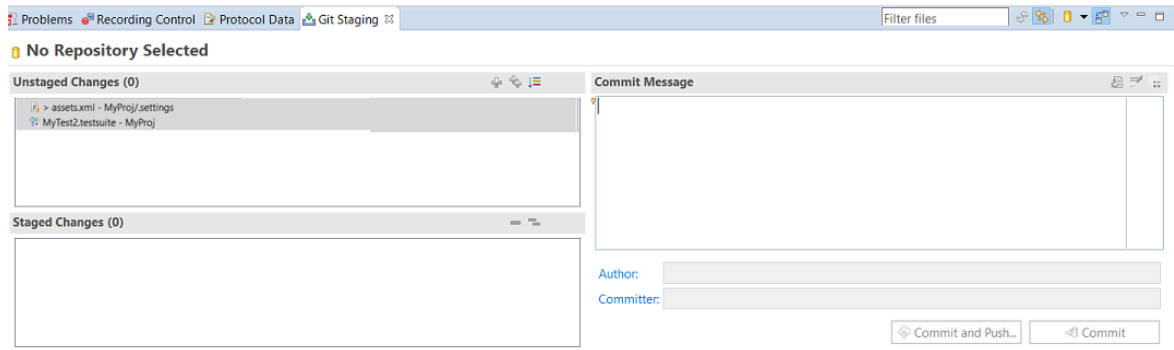 Problems Recording Control Protocol Data Git Staging
Filter files
No Repository Selected
Unstaged Changes (0)
> assets.xml - MyProj/.settings
MyTest2.testsuite - MyProj
Staged Changes (0)
Commit Message
Author:
Committer:
Commit and Push...
Commit